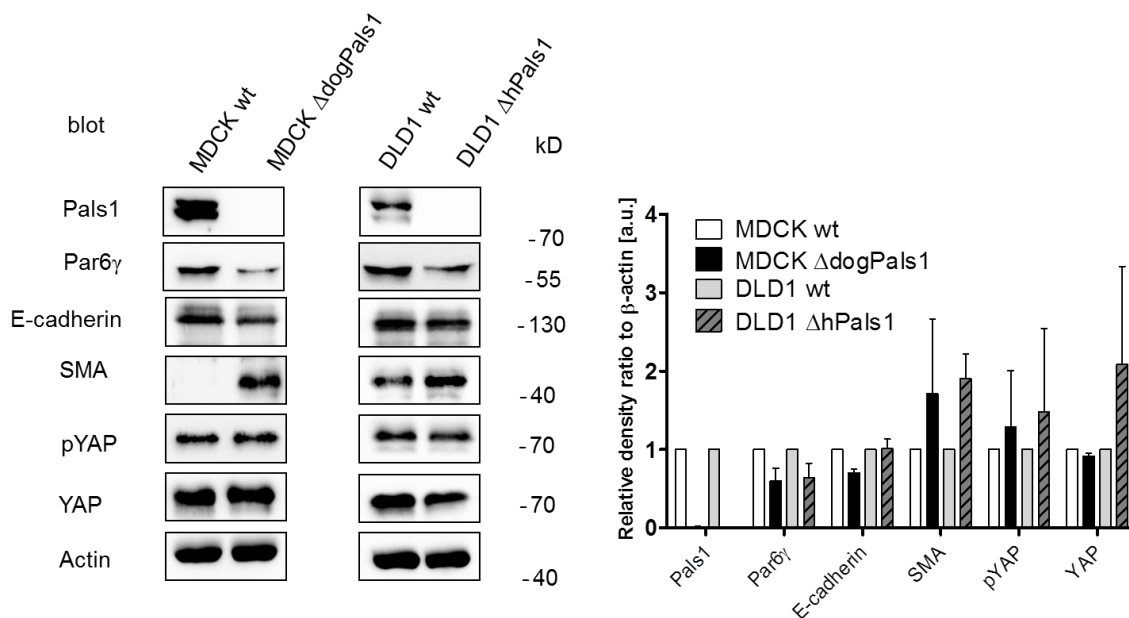 blot
MDCK wt
MDCK ΔdogPals1
DLD1 wt
DLD1 ΔhPals1
kD
Pals1
- 70
Par6γ
- 55
E-cadherin
- 130
SMA
- 40
pYAP
- 70
YAP
- 70
Actin
- 40
Relative density ratio to β-actin [a.u.]
4
3
2
1
0
MDCK wt
MDCK ΔdogPals1
DLD1 wt
DLD1 ΔhPals1
Pals1
Par6γ
E-cadherin
SMA
pYAP
YAP